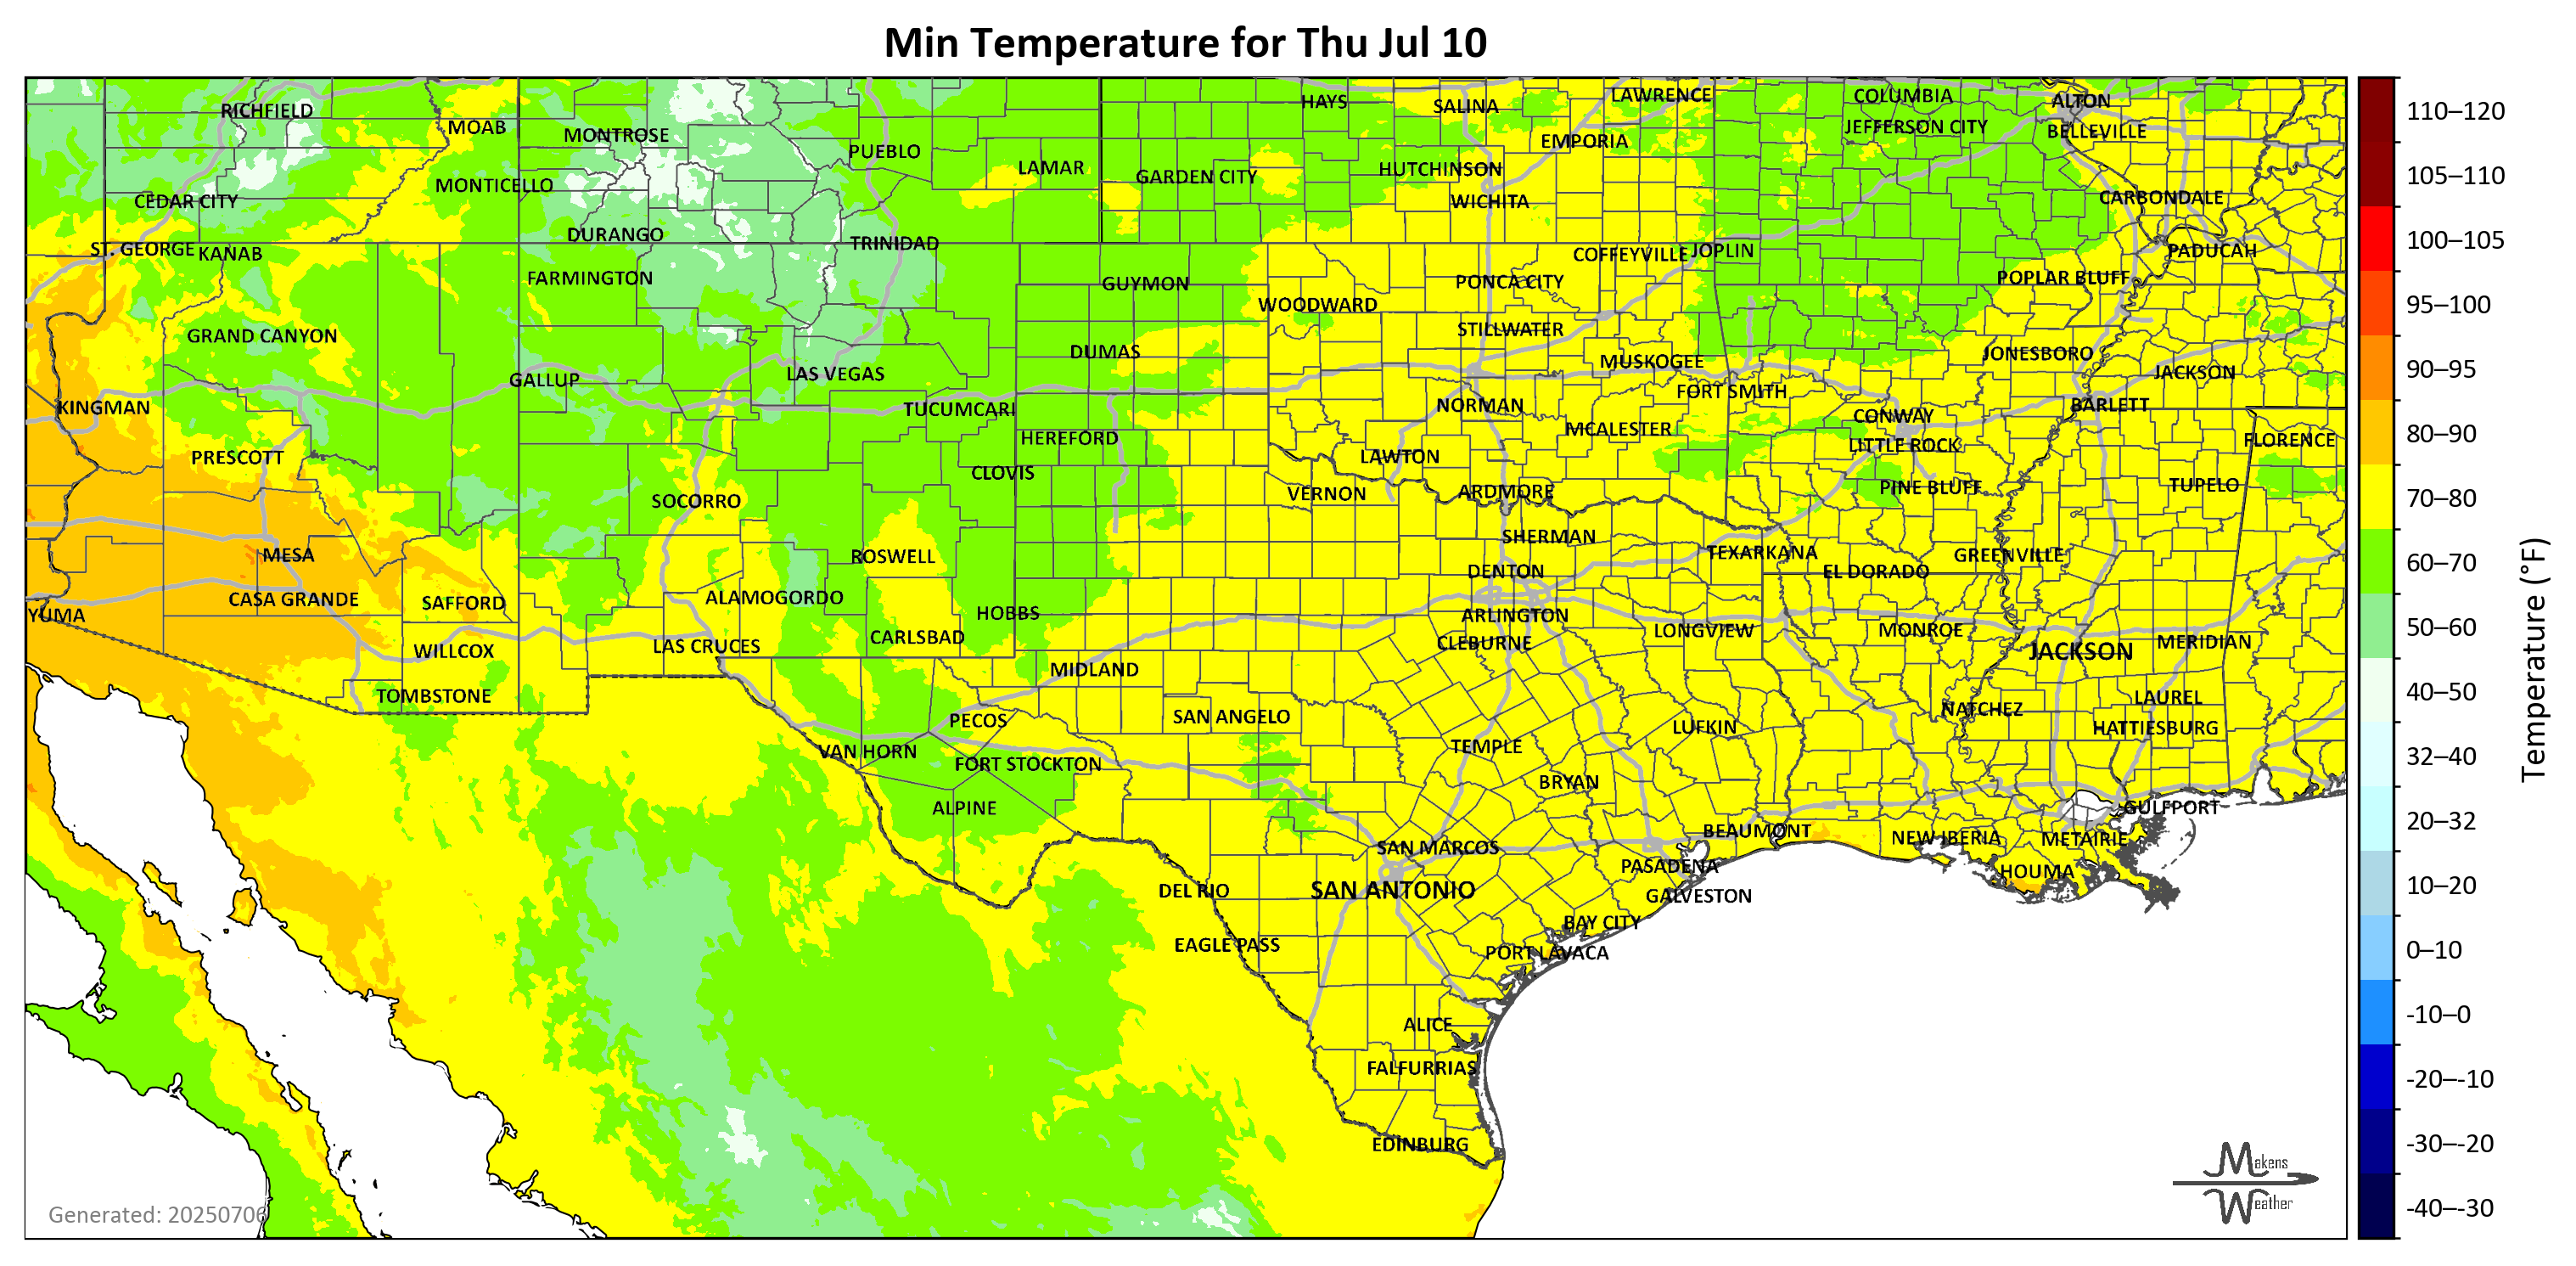 Min Temperature for Thu Jul 10
RICHFIELD
MOAB
MONTROSE
PUEBLO
LAMAR
HAYS
SALINA
LAWRENCE
EMPORIA
COLUMBIA
JEFFERSON CITY
ALTON
BELLEVILLE
MONTICELLO
GARDEN CITY
HUTCHINSON
WICHITA
CARBONDALE
CEDAR CITY
DURANGO
TRINIDAD
ST. GEORGE
KANAB
COFFEYVILLE
JOPLIN
PADUCAH
FARMINGTON
GUYMON
PONCA CITY
POPLAR BLUFF
WOODWARD
GRAND CANYON
STILLWATER
DUMAS
MUSKOGEE
JONESBORO
GALLUP
LAS VEGAS
FORT SMITH
JACKSON
KINGMAN
TUCUMCARI
NORMAN
CONWAY
BARLETT
HEREFORD
MCALESTER
LITTLE ROCK
FLORENCE
PRESCOTT
CLOVIS
LAWTON
SOCORRO
VERNON
ARDMORE
PINE BLUFF
TUPELO
MESA
ROSWELL
SHERMAN
TEXARKANA
GREENVILLE
DENTON
EL DORADO
YUMA
CASA GRANDE
SAFFORD
ALAMOGORDO
HOBBS
ARLINGTON
WILLCOX
LAS CRUCES
CARLSBAD
CLEBURNE
LONGVIEW
MONROE
JACKSON
MERIDIAN
TOMBSTONE
MIDLAND
PECOS
SAN ANGELO
LUFKIN
NATCHEZ
LAUREL
HATTIESBURG
VAN HORN
FORT STOCKTON
TEMPLE
BRYAN
ALPINE
GULFPORT
SAN MARCOS
BEAUMONT
NEW IBERIA
METAIRIE
DEL RIO
SAN ANTONIO
PASADENA
GALVESTON
HOUMA
EAGLE PASS
BAY CITY
PORT LAVACA
ALICE
FALFURRIAS
EDINBURG
Generated: 20250706
Makens
Weather
110–120
105–110
100–105
95–100
90–95
80–90
70–80
60–70
50–60
40–50
32–40
20–32
10–20
0–10
-10–0
-20–-10
-30–-20
-40–-30
Temperature (°F)